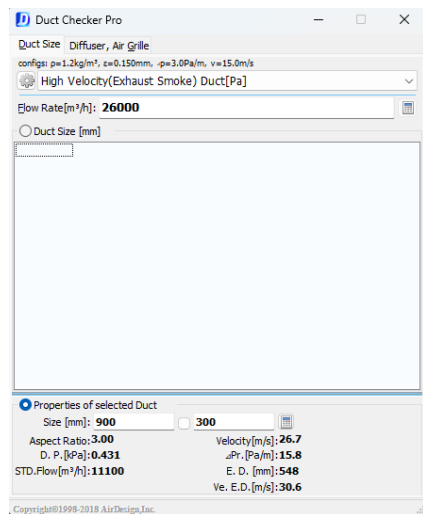 Duct Checker Pro
Duct Size Diffuser, Air Grille
configs: ρ=1.2kg/m³, ε=0.150mm, ⊿p=3.0Pa/m, v=15.0m/s
High Velocity(Exhaust Smoke) Duct[Pa]
Flow Rate[m³/h]: 26000
Duct Size [mm]
Properties of selected Duct
Size [mm]: 900 300
Aspect Ratio:3.00 Velocity[m/s]:26.7
D. P.[kPa]:0.431 ⊿Pr.[Pa/m]:15.8
STD.Flow[m³/h]:11100 E. D. [mm]:548
Ve. E.D.[m/s]:30.6
Copyright©1998-2018 AirDesign,Inc.